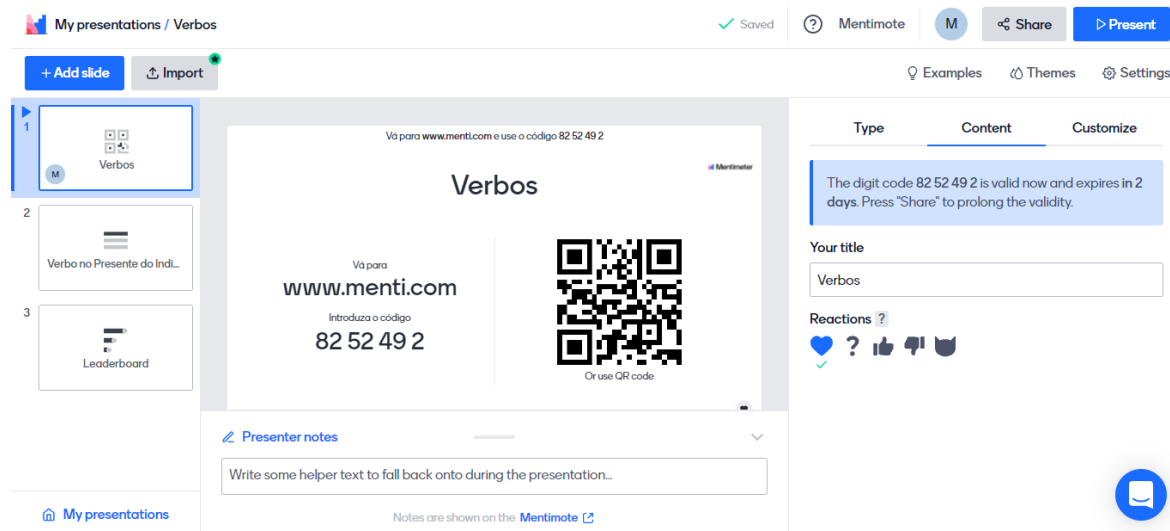 My presentations / Verbos
Saved
?
Mentimote
M
Share
Present
+ Add slide
Import
Examples
Themes
Settings
1
Verbos
M
2
Verbo no Presente do Indi...
3
Leaderboard
My presentations
Vá para www.menti.com e use o código 82 52 49 2
Mentimeter
Verbos
Vá para
www.menti.com
Introduza o código
82 52 49 2
Or use QR code
Presenter notes
Write some helper text to fall back onto during the presentation...
Notes are shown on the Mentimote
Type
Content
Customize
The digit code 82 52 49 2 is valid now and expires in 2
days. Press "Share" to prolong the validity.
Your title
Verbos
Reactions ?
?